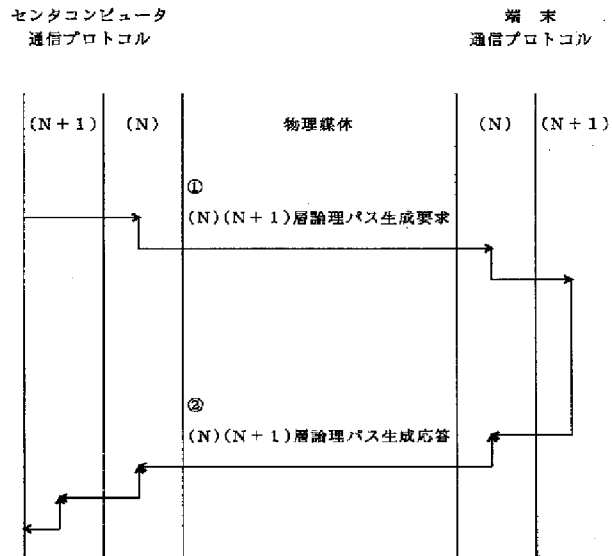 センタコンピュータ 端 末
通信プロトコル 通信プロトコル
(N+1) (N) 物理媒体 (N) (N+1)
①
(N)(N+1)層論理パス生成要求
②
(N)(N+1)層論理パス生成応答